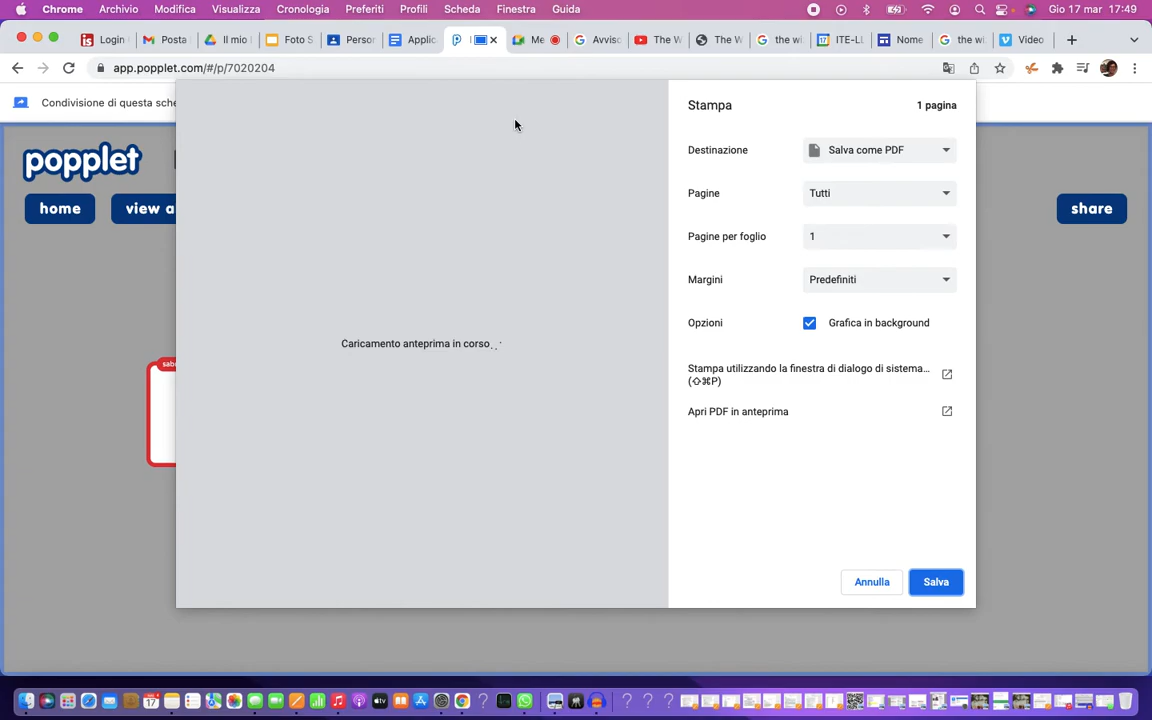 Chrome Archivio Modifica Visualizza Cronologia Preferiti Profili Scheda Finestra Guida Gio 17 mar 17:49
Login Posta Il mio Foto S Person Applic Me Avvisc The W The W the wi ITE-LU Nome the wi Video
app.popplet.com/#/p/7020204
Condivisione di questa sche
Stampa 1 pagina
popplet
Destinazione Salva come PDF
Pagine Tutti
home view a share
Pagine per foglio 1
Margini Predefiniti
Opzioni Grafica in background
Caricamento anteprima in corso
Stampa utilizzando la finestra di dialogo di sistema...
(⇧⌘P)
Apri PDF in anteprima
Annulla Salva